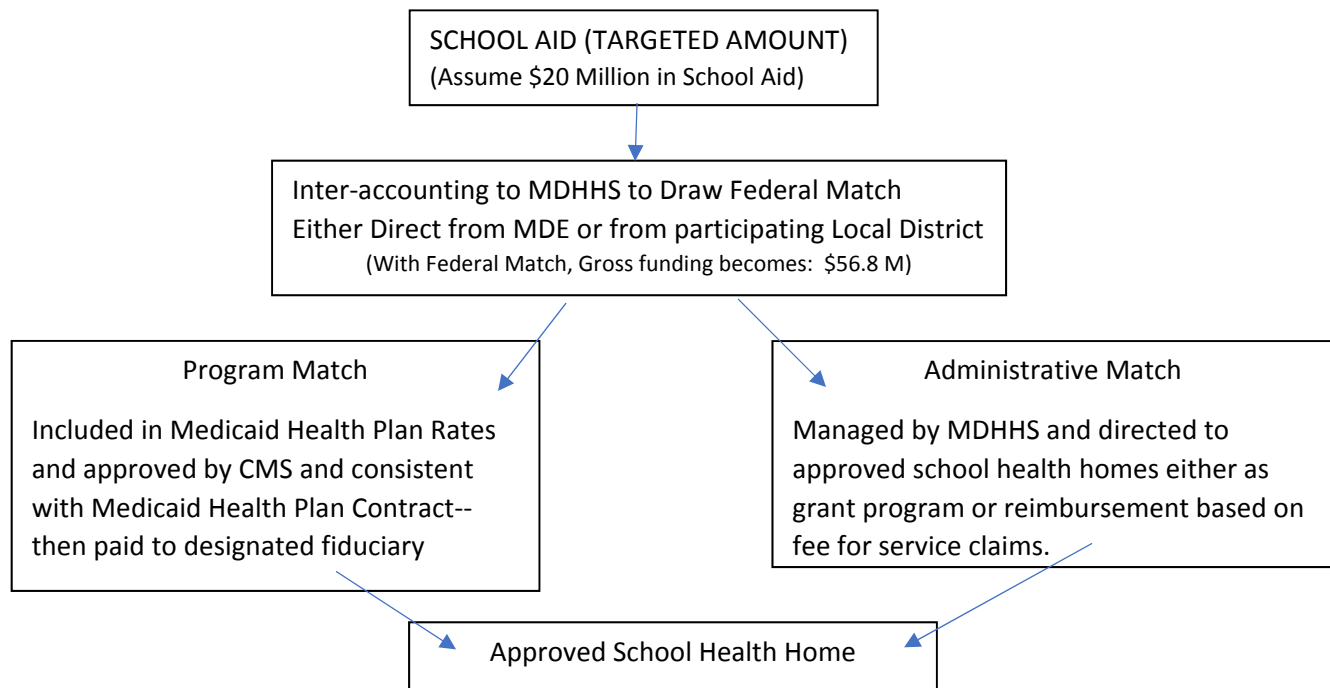 SCHOOL AID (TARGETED AMOUNT)
(Assume $20 Million in School Aid)
Inter-accounting to MDHHS to Draw Federal Match
Either Direct from MDE or from participating Local District
(With Federal Match, Gross funding becomes: $56.8 M)
Program Match
Included in Medicaid Health Plan Rates
and approved by CMS and consistent
with Medicaid Health Plan Contract--
then paid to designated fiduciary
Administrative Match
Managed by MDHHS and directed to
approved school health homes either as
grant program or reimbursement based on
fee for service claims.
Approved School Health Home